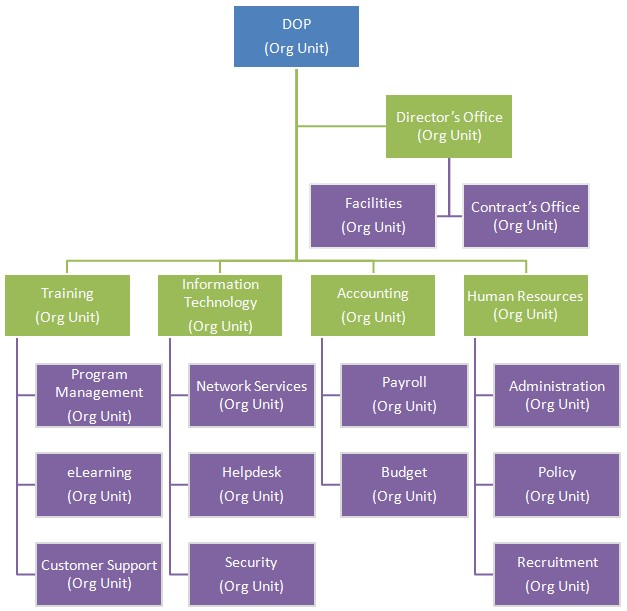 DOP
(Org Unit)
Director's Office
(Org Unit)
Facilities
(Org Unit)
Contract's Office
(Org Unit)
Training
(Org Unit)
Information
Technology
(Org Unit)
Accounting
(Org Unit)
Human Resources
(Org Unit)
Program
Management
(Org Unit)
Network Services
(Org Unit)
Payroll
(Org Unit)
Administration
(Org Unit)
eLearning
(Org Unit)
Helpdesk
(Org Unit)
Budget
(Org Unit)
Policy
(Org Unit)
Customer Support
(Org Unit)
Security
(Org Unit)
Recruitment
(Org Unit)